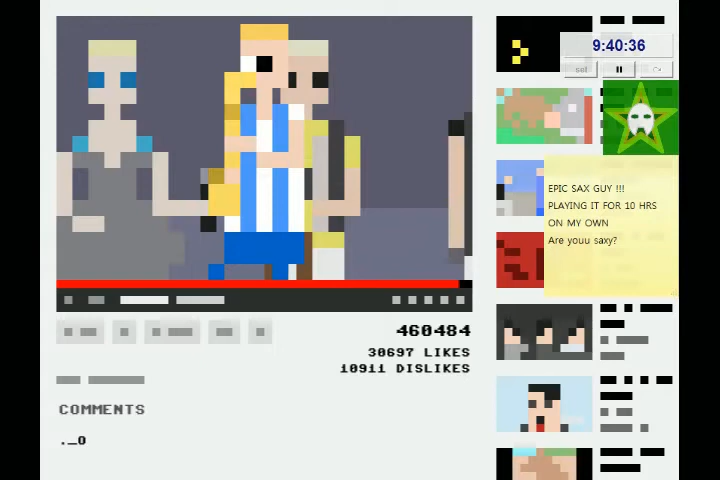 9:40:36
set
EPIC SAX GUY !!!
PLAYING IT FOR 10 HRS
ON MY OWN
Are youu saxy?
460484
30697 LIKES
10911 DISLIKES
COMMENTS
._O